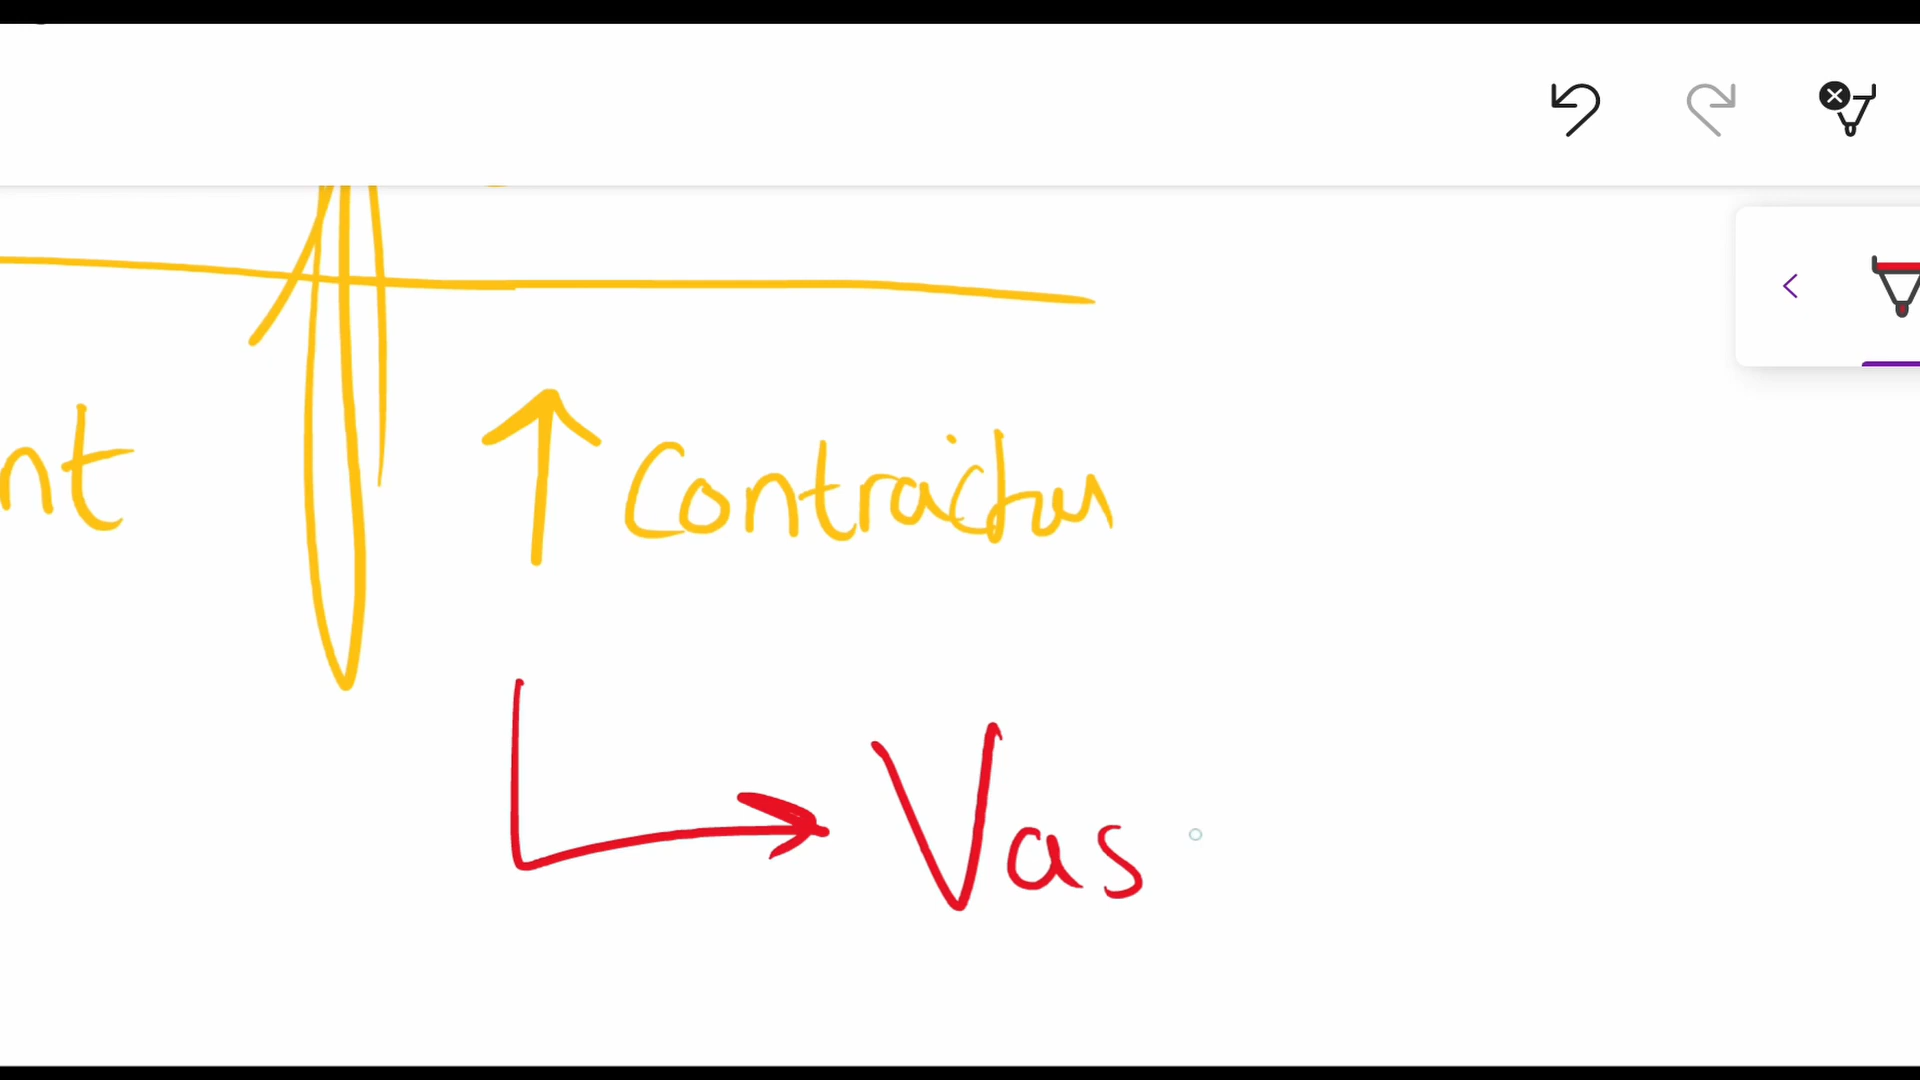 nt
↑ Contraction
Vas